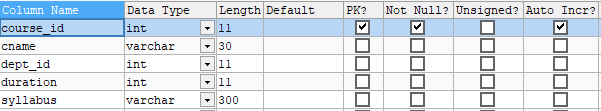 Column Name Data Type Length Default PK? Not Null? Unsigned? Auto Incr?
course_id int 11
cname varchar 30
dept_id int 11
duration int 11
syllabus varchar 300